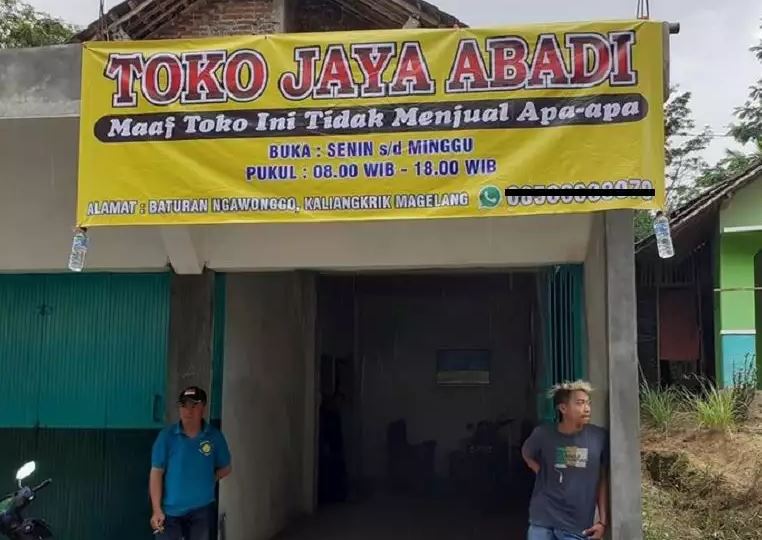 TOKO JAYA ABADI
Maaf Toko Ini Tidak Menjual Apa-apa
BUKA : SENIN s/d MINGGU
PUKUL : 08.00 WIB - 18.00 WIB
ALAMAT : BATURAN NGAWONGGO, KALIANGKRIK MAGELANG